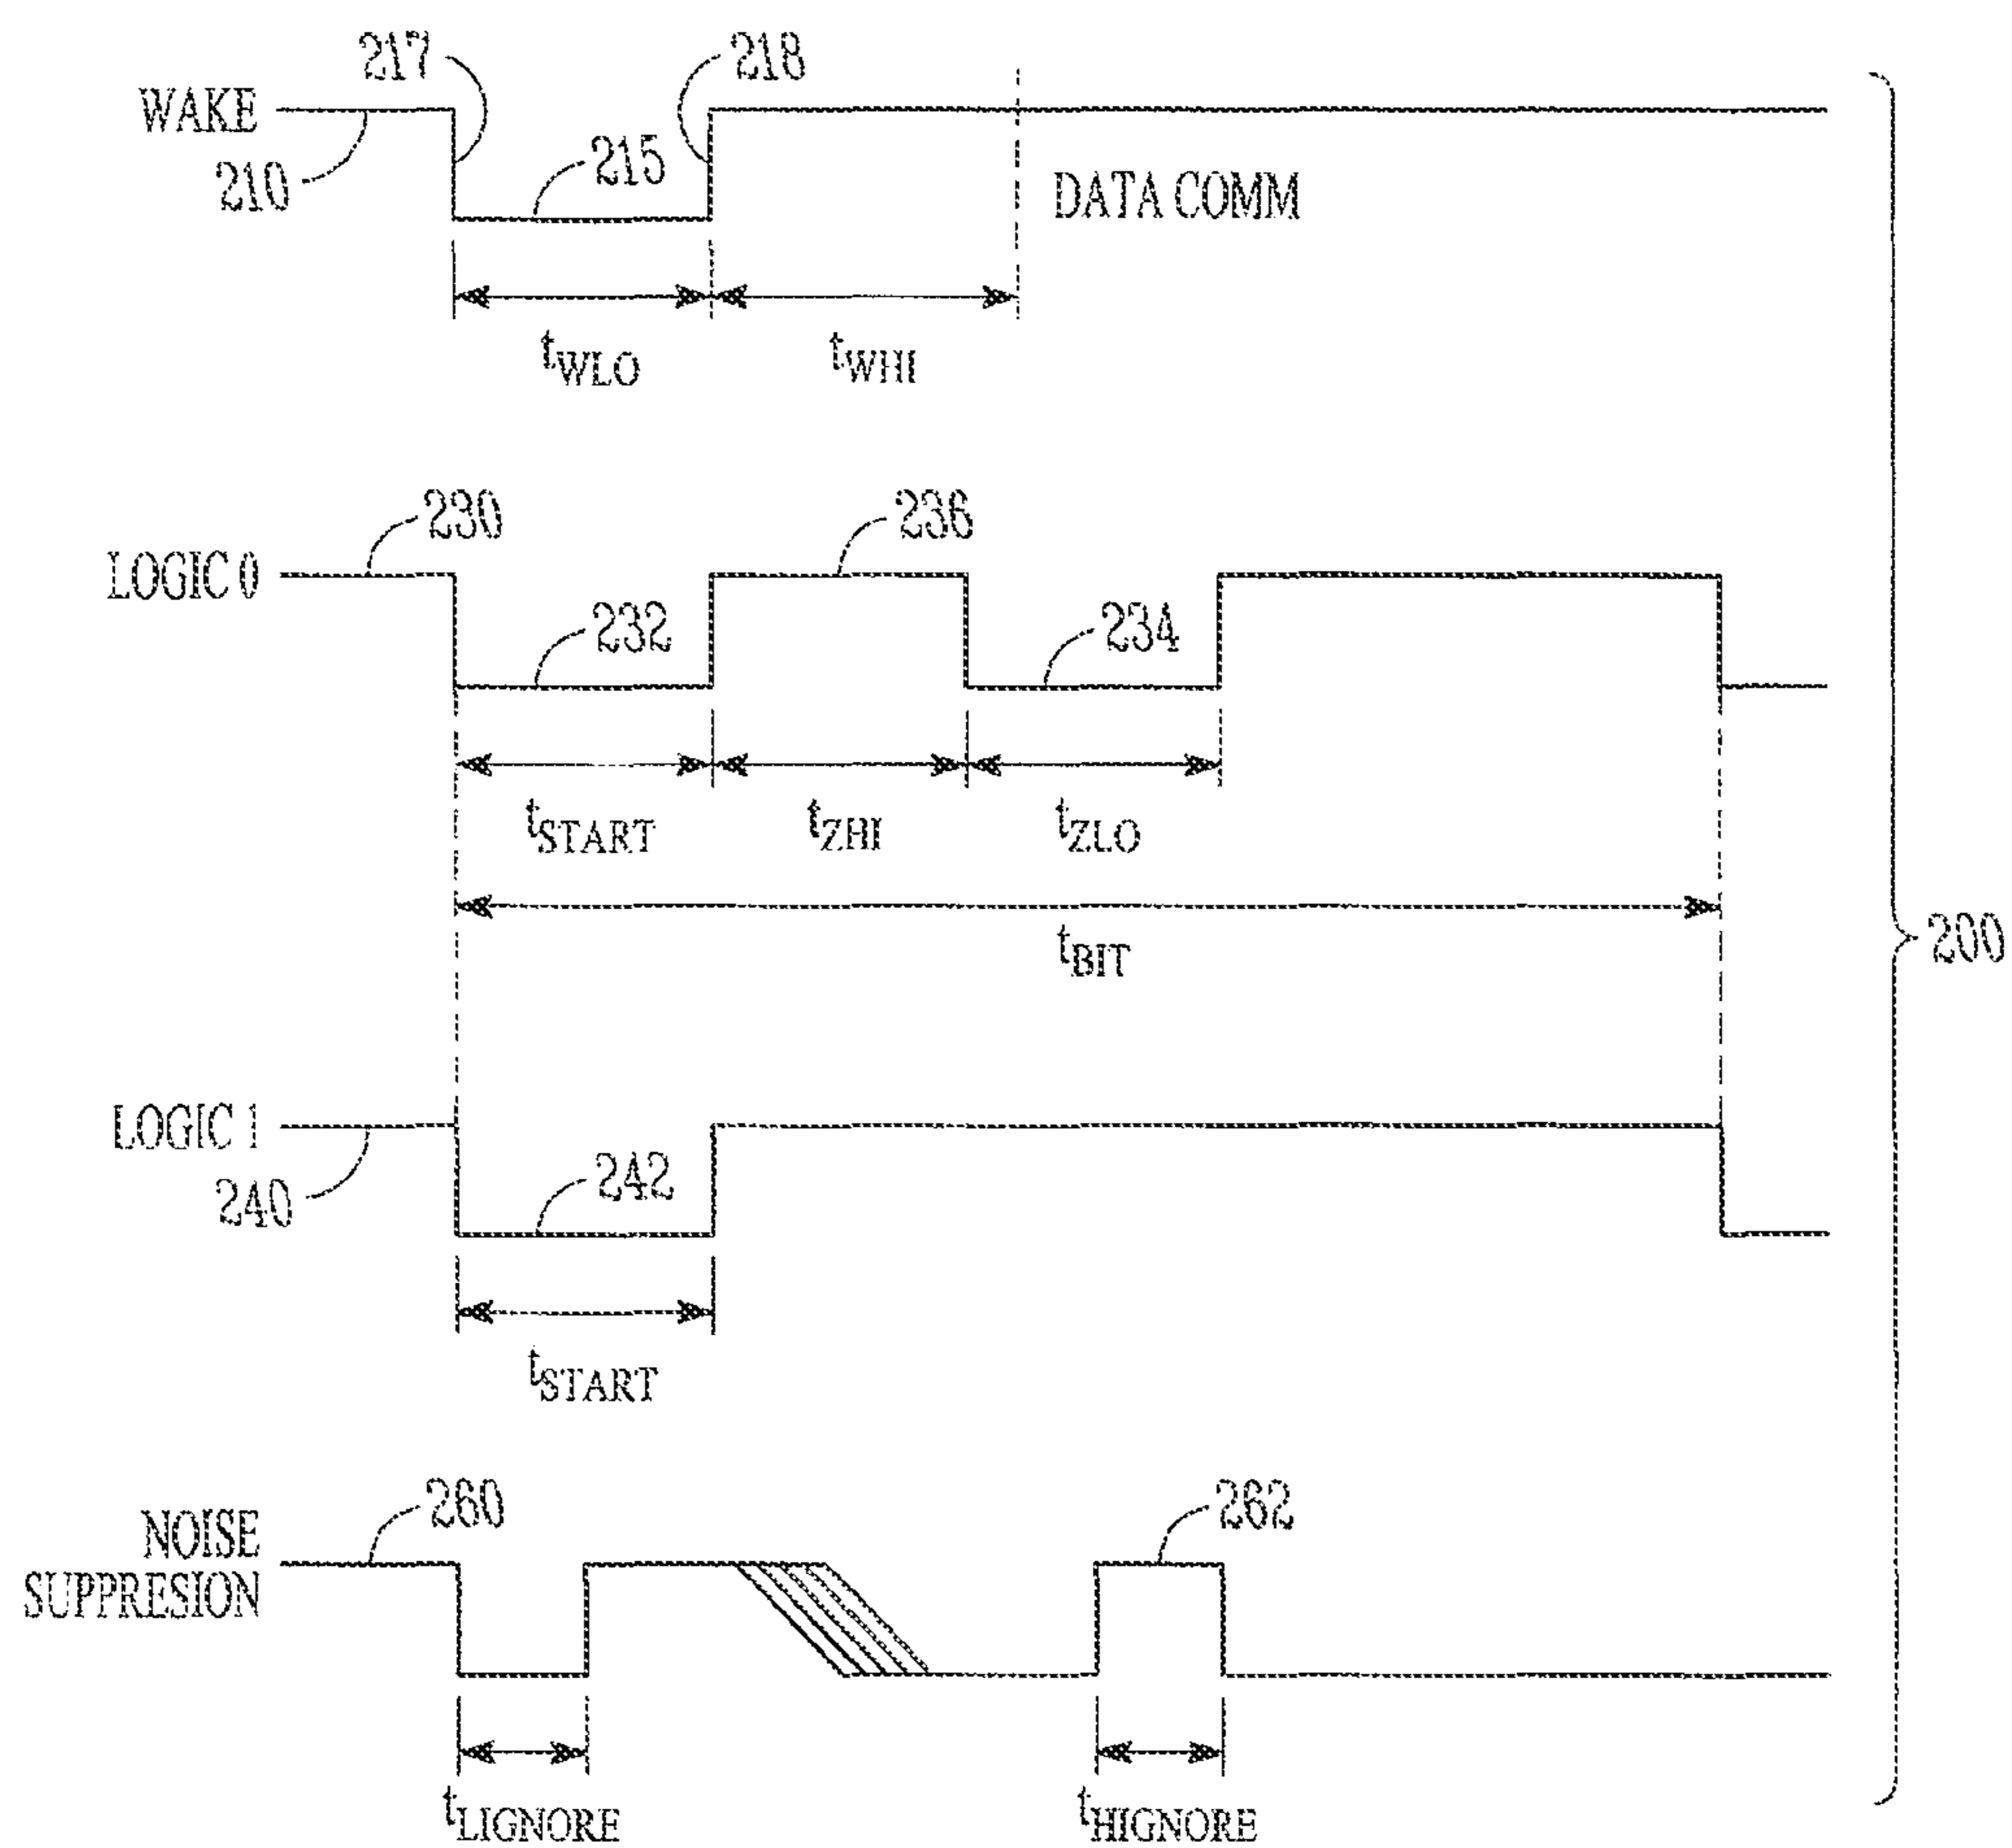 217
218
WAKE
210
215
DATA COMM
tWLO
tWHI
230
236
LOGIC 0
232
234
tSTART
tZHI
tZLO
tBIT
200
LOGIC 1
240
242
tSTART
260
262
NOISE
SUPPRESION
tLIGNORE
tHIGNORE